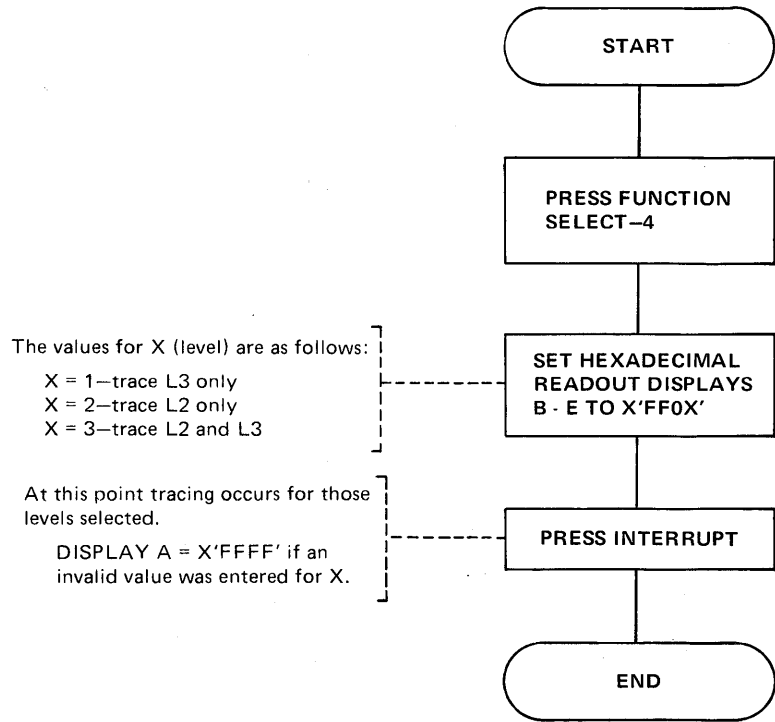 START
PRESS FUNCTION
SELECT–4
The values for X (level) are as follows:
X = 1–trace L3 only
X = 2–trace L2 only
X = 3–trace L2 and L3
SET HEXADECIMAL
READOUT DISPLAYS
B - E TO X'FF0X'
At this point tracing occurs for those
levels selected.
DISPLAY A = X'FFFF' if an
invalid value was entered for X.
PRESS INTERRUPT
END